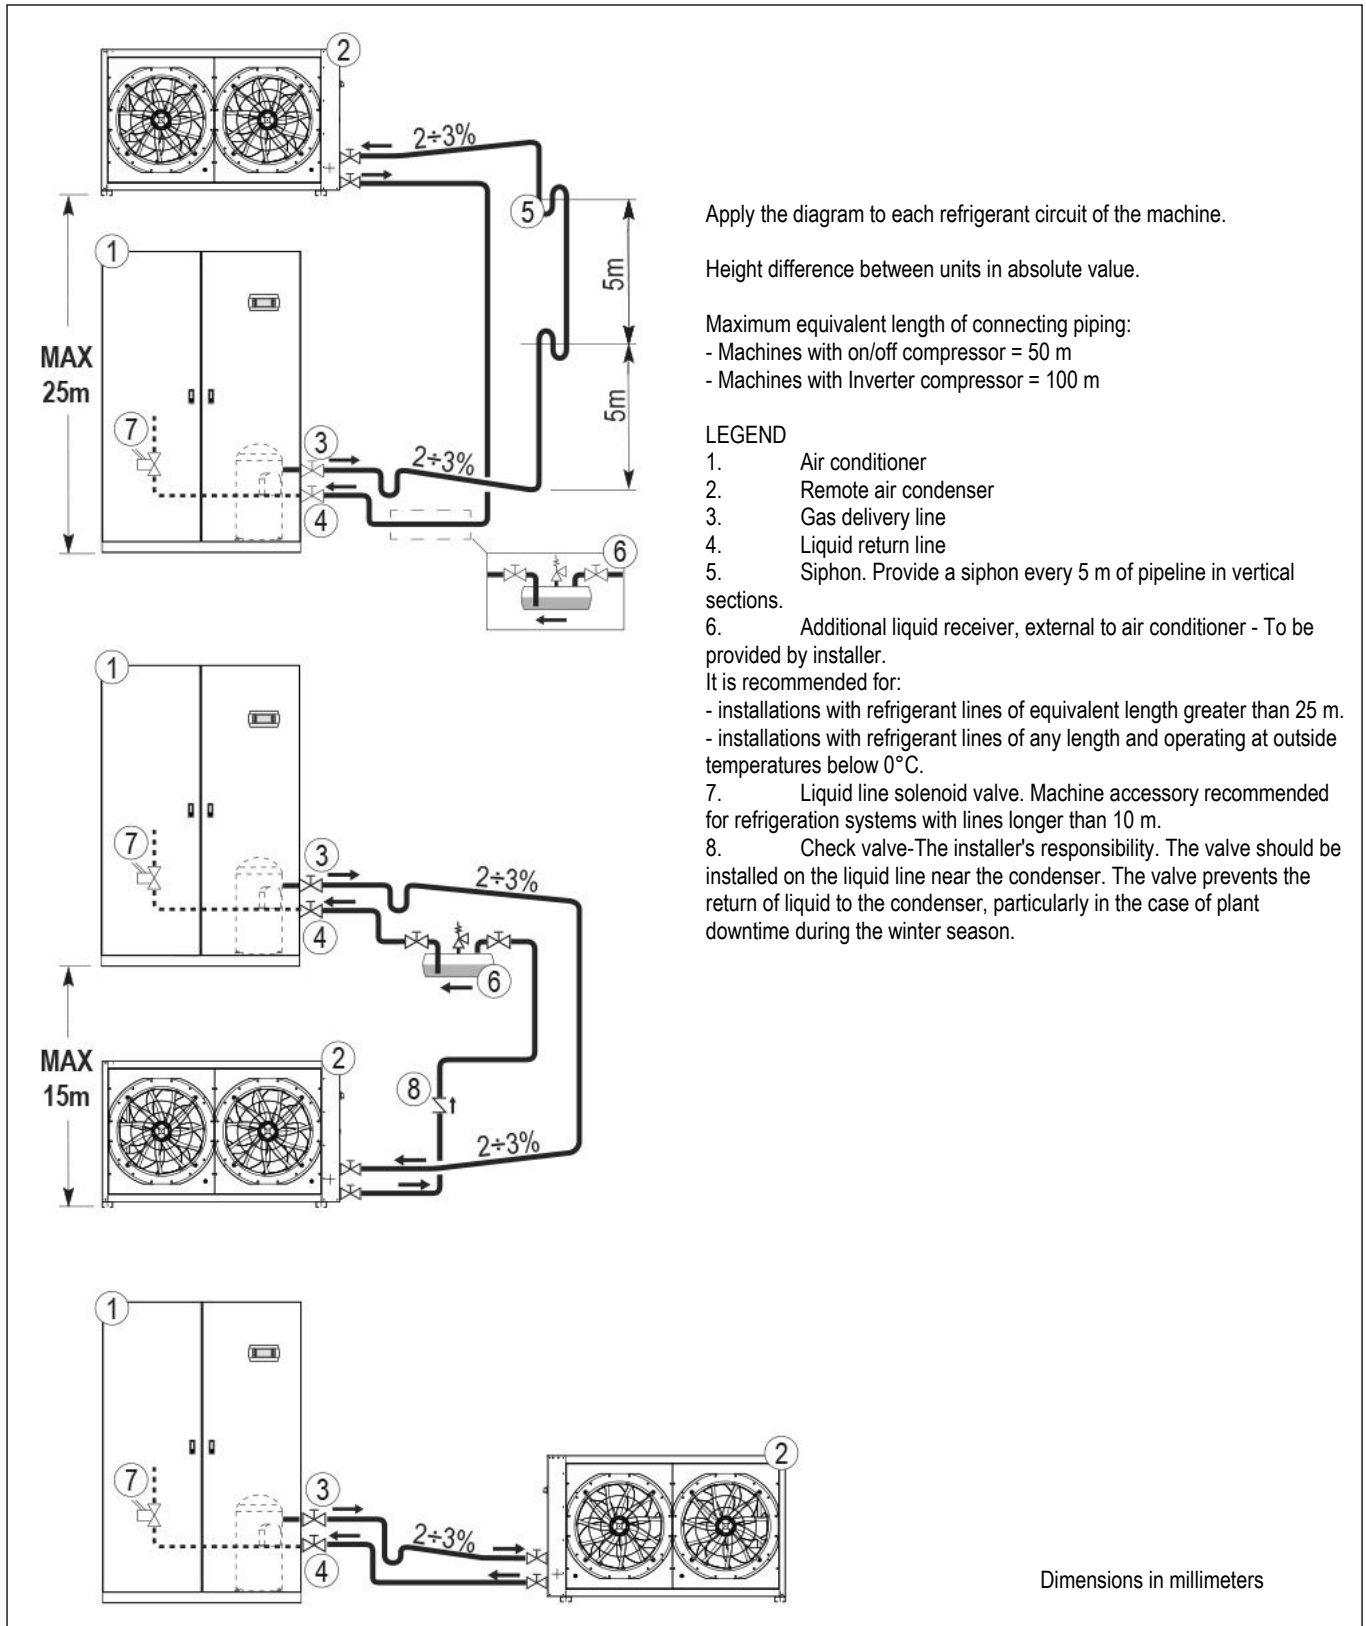 2
2÷3%
5
1
5m
MAX
25m
5m
7
3
2÷3%
4
6
1
7
3
2÷3%
4
6
MAX
15m
2
8
2÷3%
1
2
7
3
2÷3%
4
Apply the diagram to each refrigerant circuit of the machine.
Height difference between units in absolute value.
Maximum equivalent length of connecting piping:
- Machines with on/off compressor = 50 m
- Machines with Inverter compressor = 100 m
LEGEND
1. Air conditioner
2. Remote air condenser
3. Gas delivery line
4. Liquid return line
5. Siphon. Provide a siphon every 5 m of pipeline in vertical
sections.
6. Additional liquid receiver, external to air conditioner - To be
provided by installer.
It is recommended for:
- installations with refrigerant lines of equivalent length greater than 25 m.
- installations with refrigerant lines of any length and operating at outside
temperatures below 0°C.
7. Liquid line solenoid valve. Machine accessory recommended
for refrigeration systems with lines longer than 10 m.
8. Check valve-The installer's responsibility. The valve should be
installed on the liquid line near the condenser. The valve prevents the
return of liquid to the condenser, particularly in the case of plant
downtime during the winter season.
Dimensions in millimeters